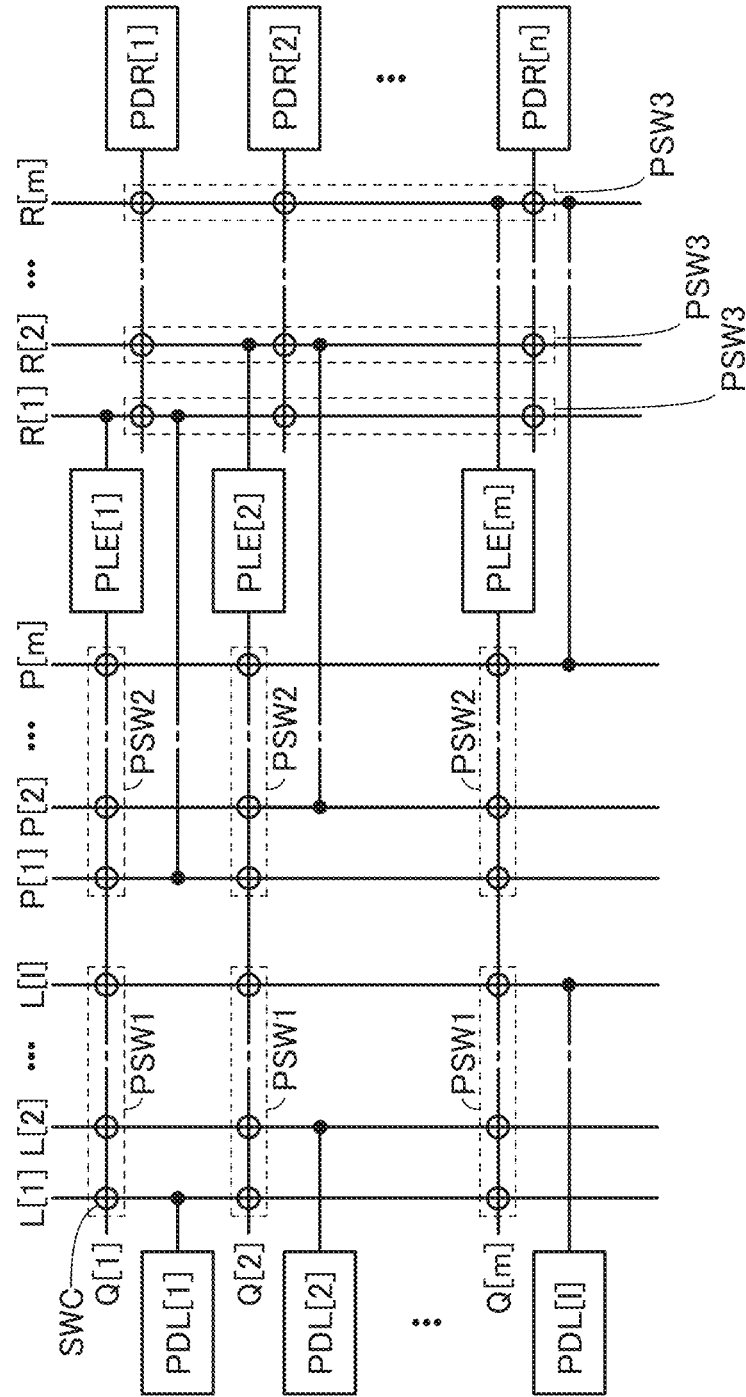 L[1] L[2] ... L[l] P[1] P[2] ... P[m] R[1] R[2] ... R[m]
SWC
Q[1] PSW1 PSW2 PLE[1] PDR[1]
PDL[1]
Q[2] PSW1 PSW2 PLE[2] PDR[2]
PDL[2]
... ...
Q[m] PSW1 PSW2 PLE[m] PDR[n]
PDL[l]
PSW3
PSW3
PSW3